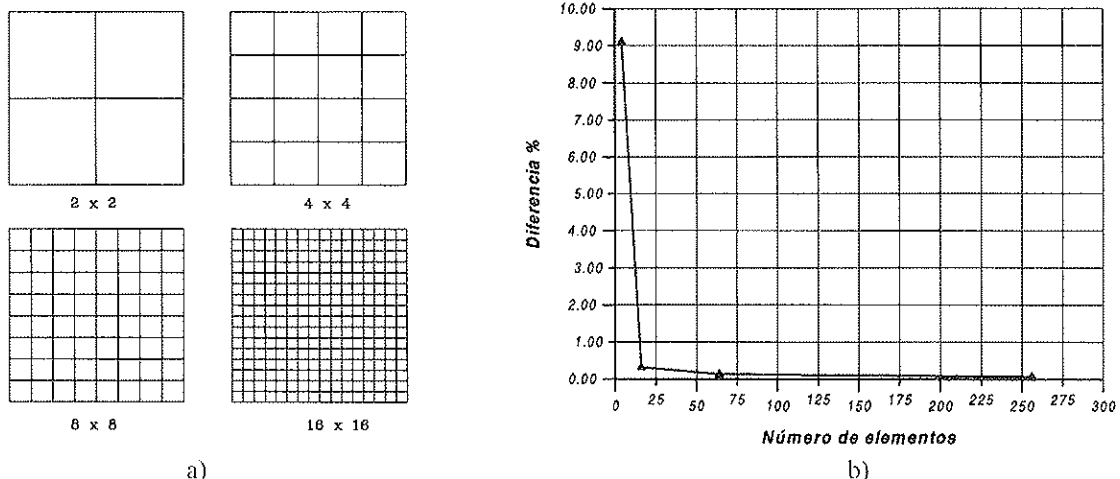 2 x 2
4 x 4
8 x 8
16 x 16
a)
10.00
9.00
8.00
7.00
6.00
5.00
4.00
3.00
2.00
1.00
0.00
Diferencia %
0 25 50 75 100 125 150 175 200 225 250 275 300
Número de elementos
b)